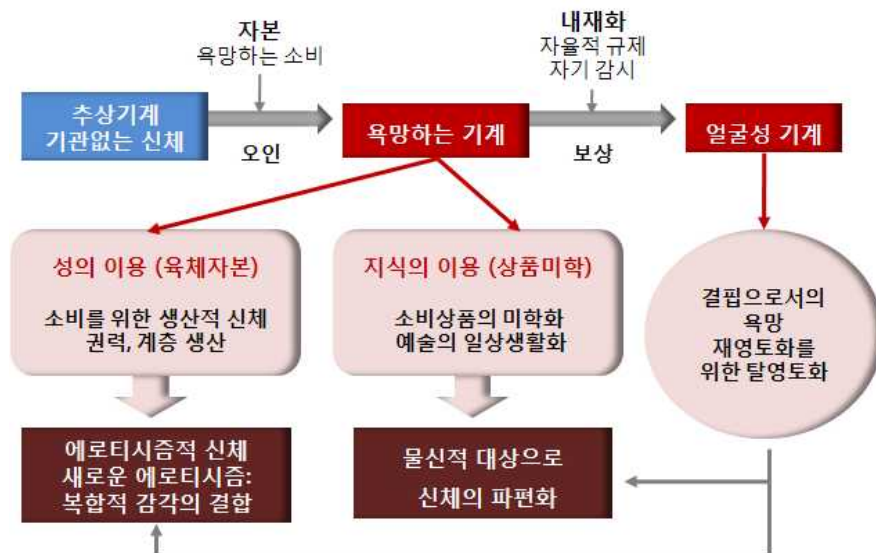 자본
욕망하는 소비
내재화
자율적 규제
자기 감시
추상기계
기관없는 신체
욕망하는 기계
얼굴성 기계
오인
보상
성의 이용 (육체자본)
소비를 위한 생산적 신체
권력, 계층 생산
지식의 이용 (상품미학)
소비상품의 미학화
예술의 일상생활화
결핍으로서의
욕망
재영토화를
위한 탈영토화
에로티시즘적 신체
새로운 에로티시즘:
복합적 감각의 결합
물신적 대상으로
신체의 파편화